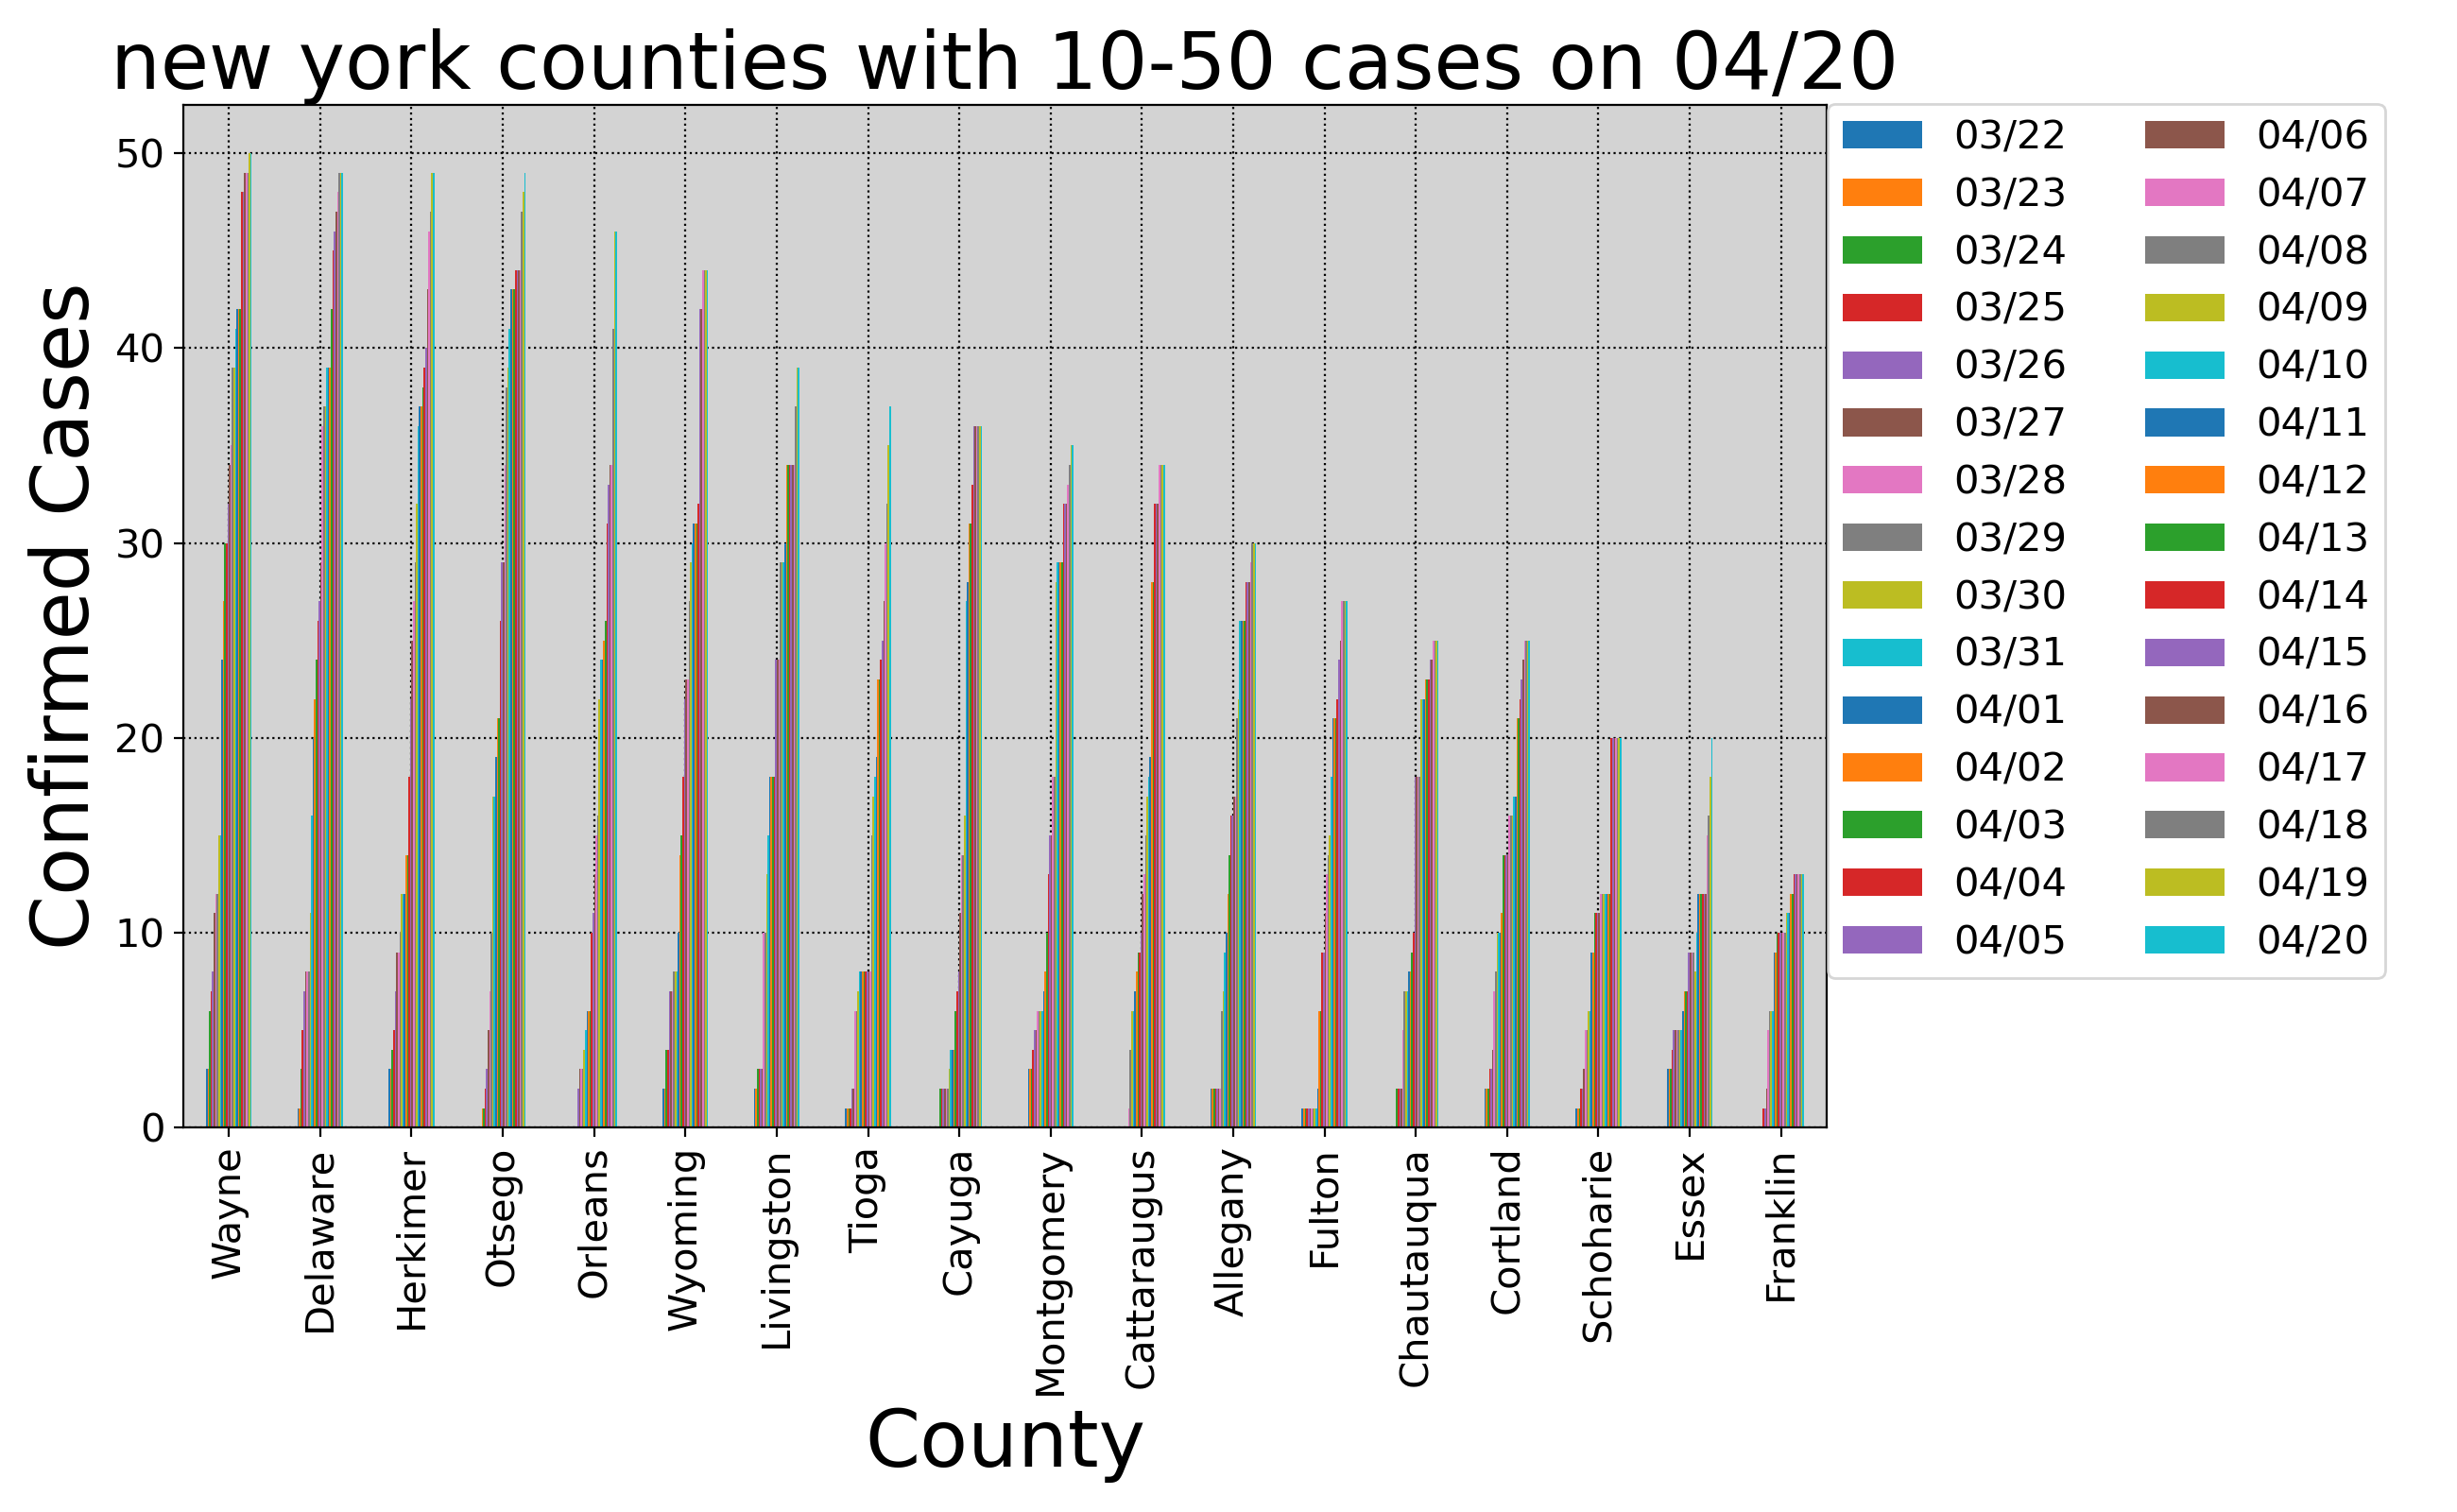 new york counties with 10-50 cases on 04/20
Confirmed Cases
50
40
30
20
10
0
Wayne
Delaware
Herkimer
Otsego
Orleans
Wyoming
Livingston
Tioga
Cayuga
Montgomery
Cattaraugus
Allegany
Fulton
Chautauqua
Cortland
Schoharie
Essex
Franklin
County
03/22
03/23
03/24
03/25
03/26
03/27
03/28
03/29
03/30
03/31
04/01
04/02
04/03
04/04
04/05
04/06
04/07
04/08
04/09
04/10
04/11
04/12
04/13
04/14
04/15
04/16
04/17
04/18
04/19
04/20